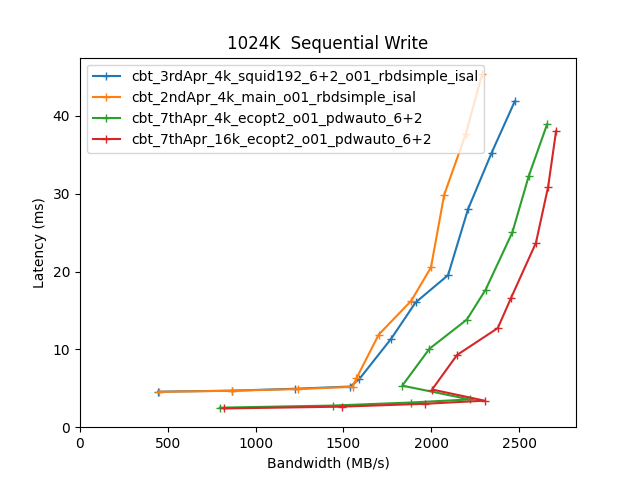 1024K  Sequential Write
cbt_3rdApr_4k_squid192_6+2_o01_rbdsimple_isal
cbt_2ndApr_4k_main_o01_rbdsimple_isal
cbt_7thApr_4k_ecopt2_o01_pdwauto_6+2
cbt_7thApr_16k_ecopt2_o01_pdwauto_6+2
Latency (ms)
40
30
20
10
0
0 500 1000 1500 2000 2500
Bandwidth (MB/s)